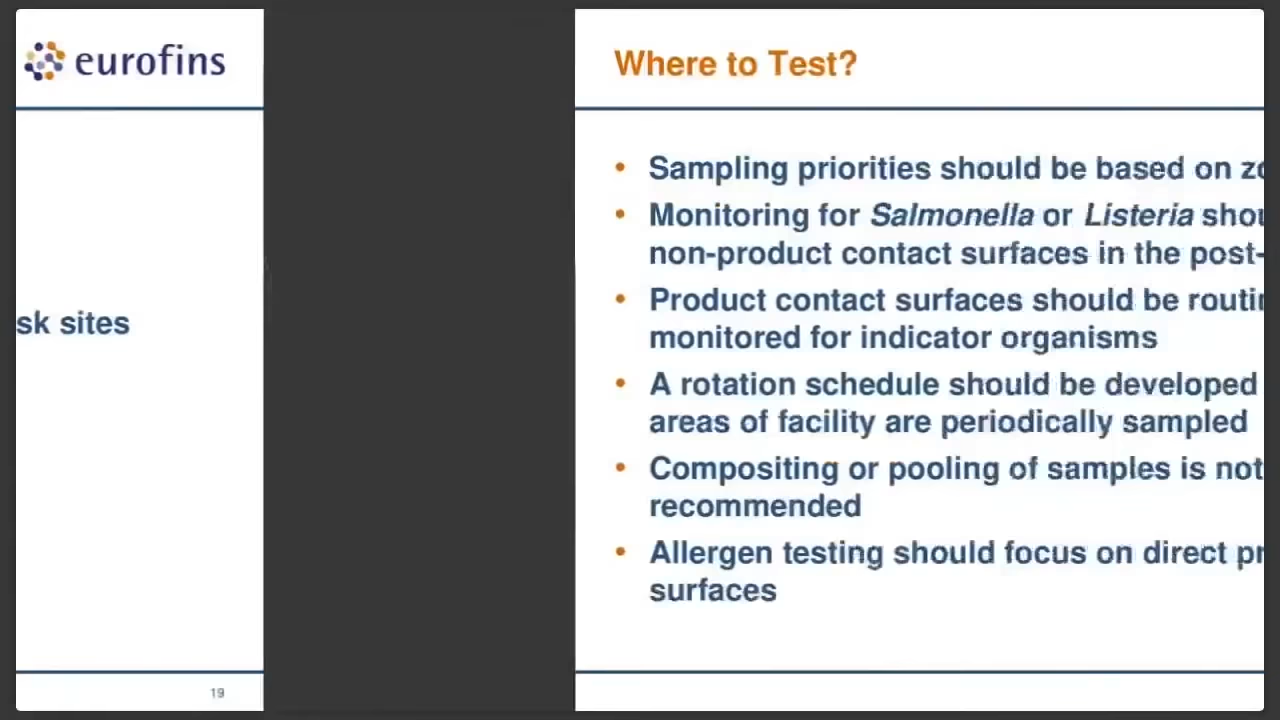 eurofins
sk sites
19
Where to Test?
• Sampling priorities should be based on
• Monitoring for Salmonella or Listeria
non-product contact surfaces in the post-
• Product contact surfaces should be
monitored for indicator organisms
• A rotation schedule should be developed
areas of facility are periodically sampled
• Compositing or pooling of samples is not
recommended
• Allergen testing should focus on direct
surfaces